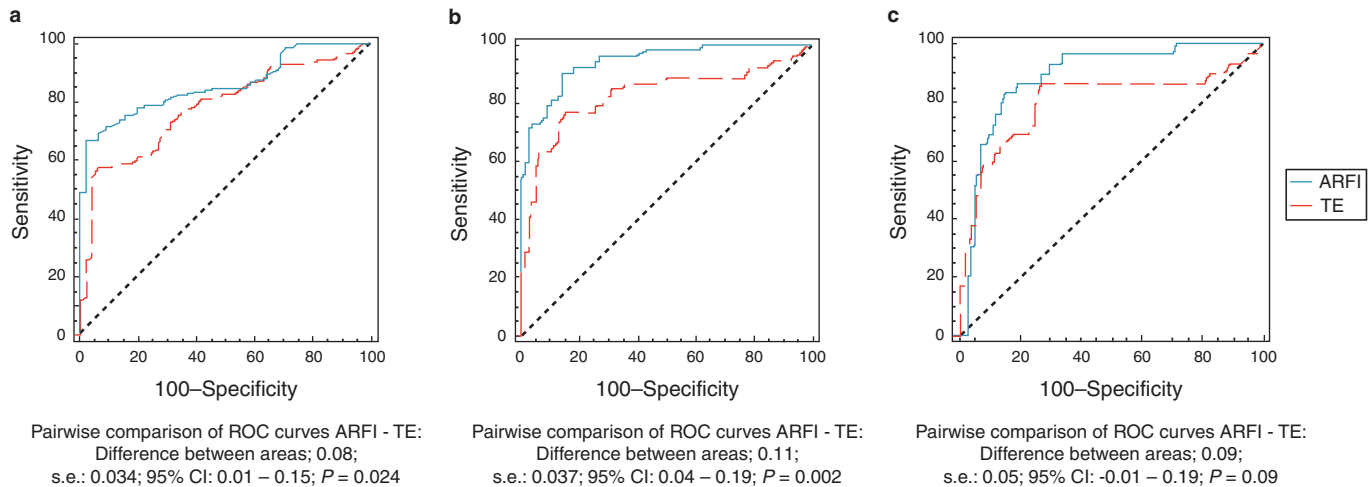 a
100
80
60
40
20
0
Sensitivity
0 20 40 60 80 100
100–Specificity
Pairwise comparison of ROC curves ARFI - TE:
Difference between areas; 0.08;
s.e.: 0.034; 95% CI: 0.01 – 0.15; P = 0.024
b
100
80
60
40
20
0
Sensitivity
0 20 40 60 80 100
100–Specificity
Pairwise comparison of ROC curves ARFI - TE:
Difference between areas; 0.11;
s.e.: 0.037; 95% CI: 0.04 – 0.19; P = 0.002
c
100
80
60
40
20
0
Sensitivity
0 20 40 60 80 100
100–Specificity
Pairwise comparison of ROC curves ARFI - TE:
Difference between areas; 0.09;
s.e.: 0.05; 95% CI: -0.01 – 0.19; P = 0.09
ARFI
TE